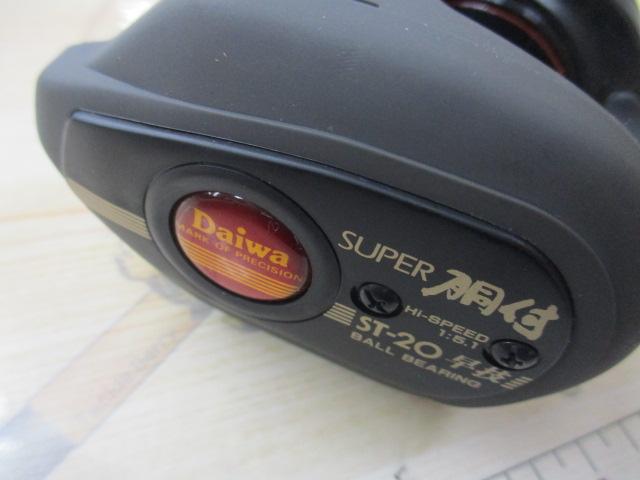 Daiwa
MARK OF PRECISION
SUPER 胴付
HI-SPEED
1:5.1
ST-20 早技
BALL BEARING